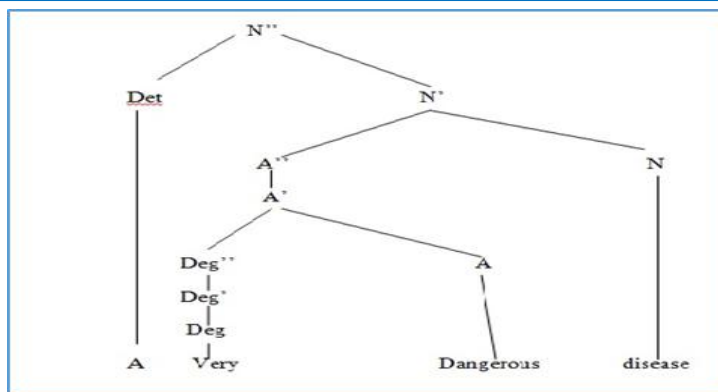 N''
Det N'
A'' N
A'
Deg'' A
Deg'
Deg
A Very Dangerous disease